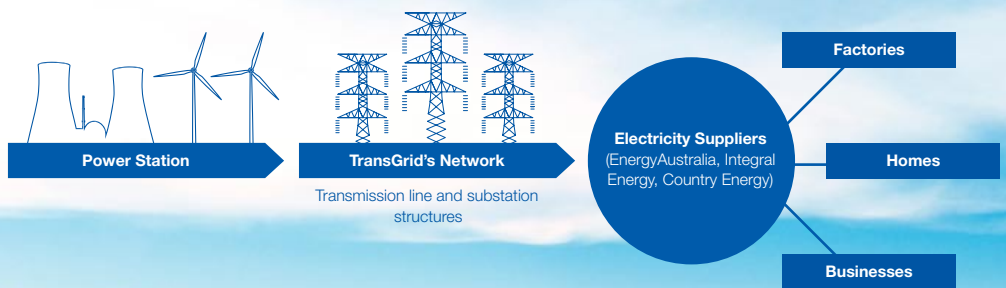 Power Station
TransGrid’s Network
Transmission line and substation
structures
Electricity Suppliers
(EnergyAustralia, Integral
Energy, Country Energy)
Factories
Homes
Businesses